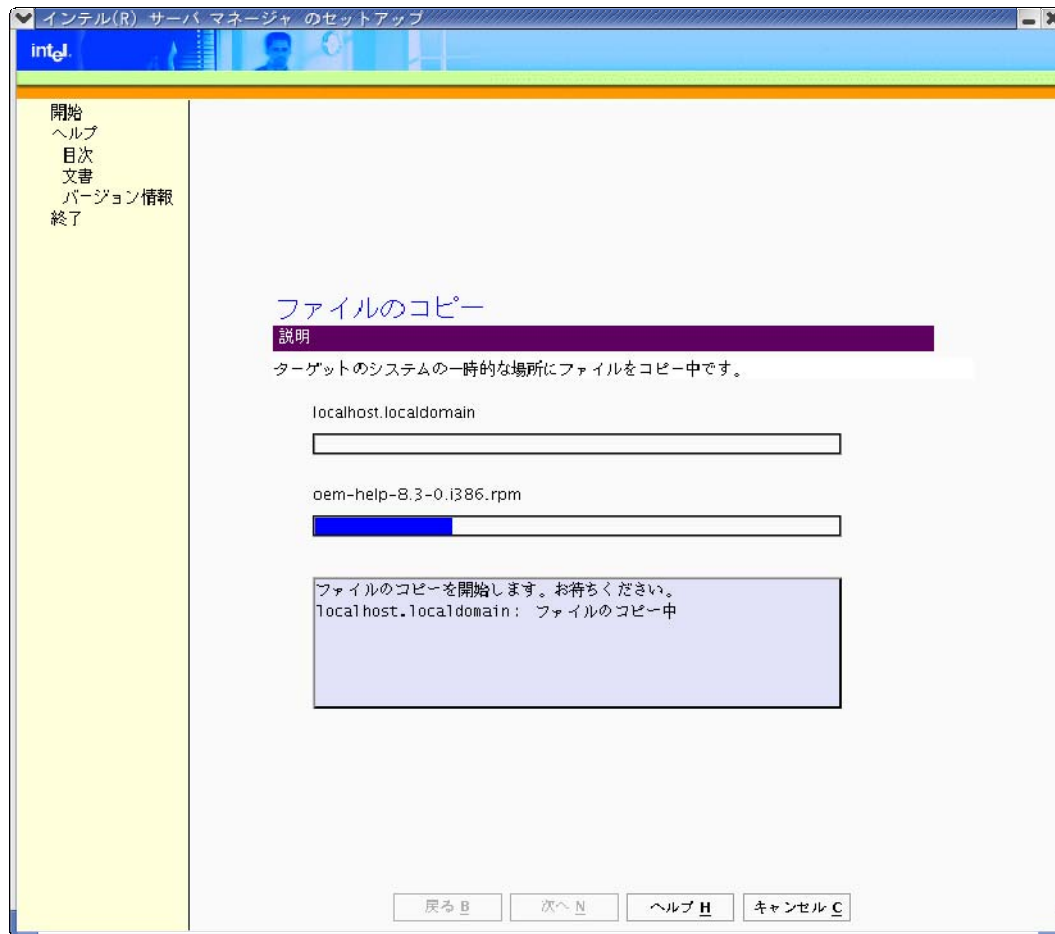 インテル(R) サーバ マネージャ のセットアップ
intel.
開始
ヘルプ
目次
文書
バージョン情報
終了
ファイルのコピー
説明
ターゲットのシステムの一時的な場所にファイルをコピー中です。
localhost.localdomain
oem-help-8.3-0.i386.rpm
ファイルのコピーを開始します。お待ちください。
localhost.localdomain: ファイルのコピー中
戻る B
次へ N
ヘルプ H
キャンセル C